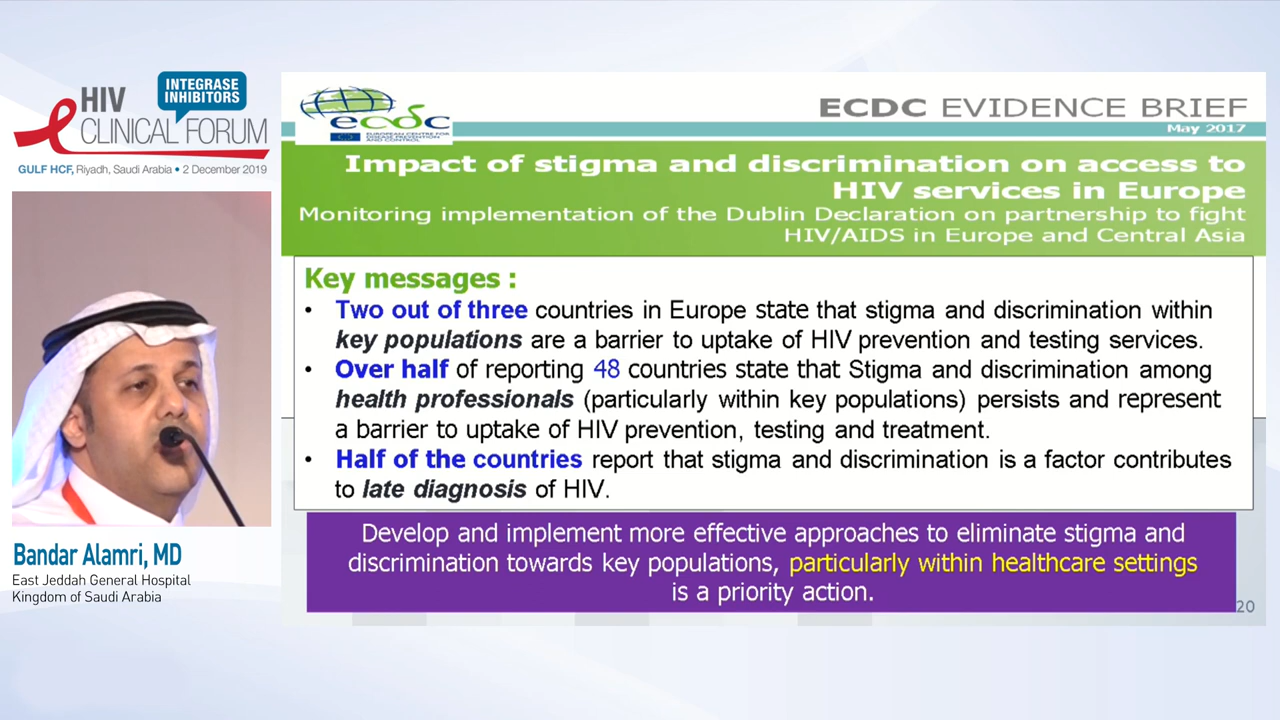 HIV
CLINICAL FORUM
INTEGRASE
INHIBITORS
GULF HCF, Riyadh, Saudi Arabia • 2 December 2019
Bandar Alamri, MD
East Jeddah General Hospital
Kingdom of Saudi Arabia
ecdc
EUROPEAN CENTRE FOR
DISEASE PREVENTION
AND CONTROL
ECDC EVIDENCE BRIEF
May 2017
Impact of stigma and discrimination on access to
HIV services in Europe
Monitoring implementation of the Dublin Declaration on partnership to fight
HIV/AIDS in Europe and Central Asia
Key messages :
• Two out of three countries in Europe state that stigma and discrimination within
key populations are a barrier to uptake of HIV prevention and testing services.
• Over half of reporting 48 countries state that Stigma and discrimination among
health professionals (particularly within key populations) persists and represent
a barrier to uptake of HIV prevention, testing and treatment.
• Half of the countries report that stigma and discrimination is a factor contributes
to late diagnosis of HIV.
Develop and implement more effective approaches to eliminate stigma and
discrimination towards key populations, particularly within healthcare settings
is a priority action.
20